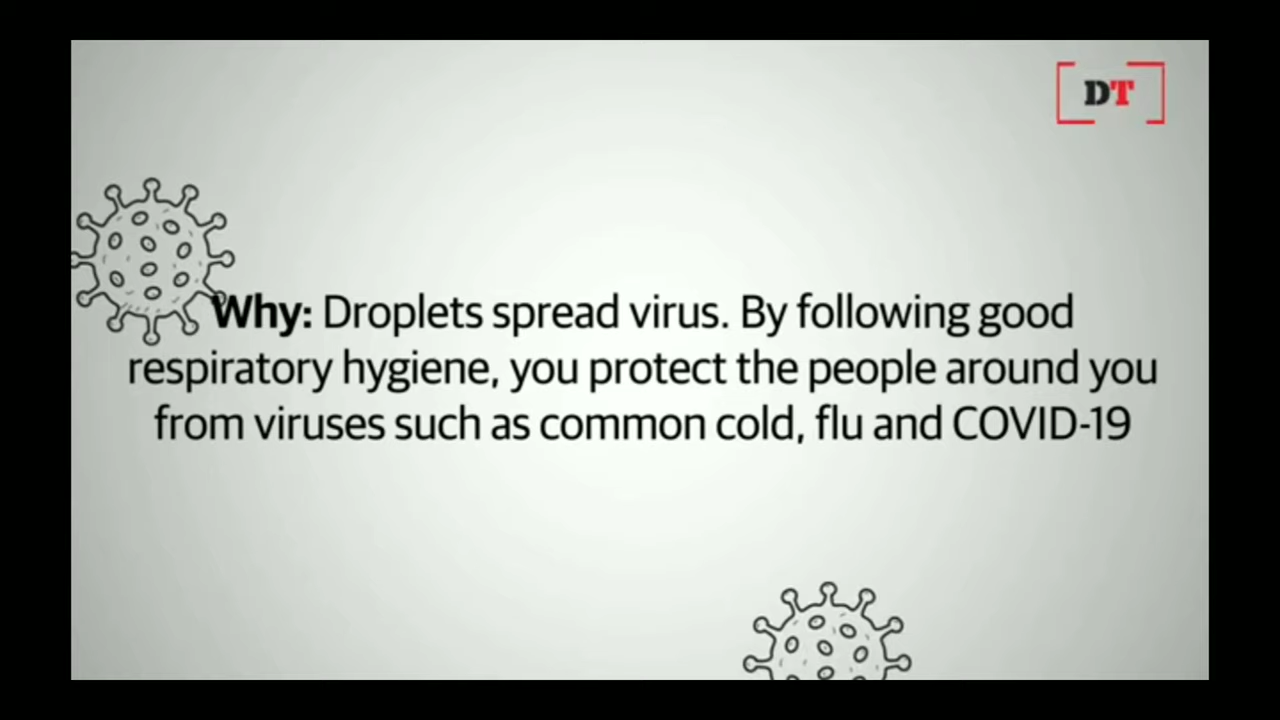 DT
Why: Droplets spread virus. By following good
respiratory hygiene, you protect the people around you
from viruses such as common cold, flu and COVID-19